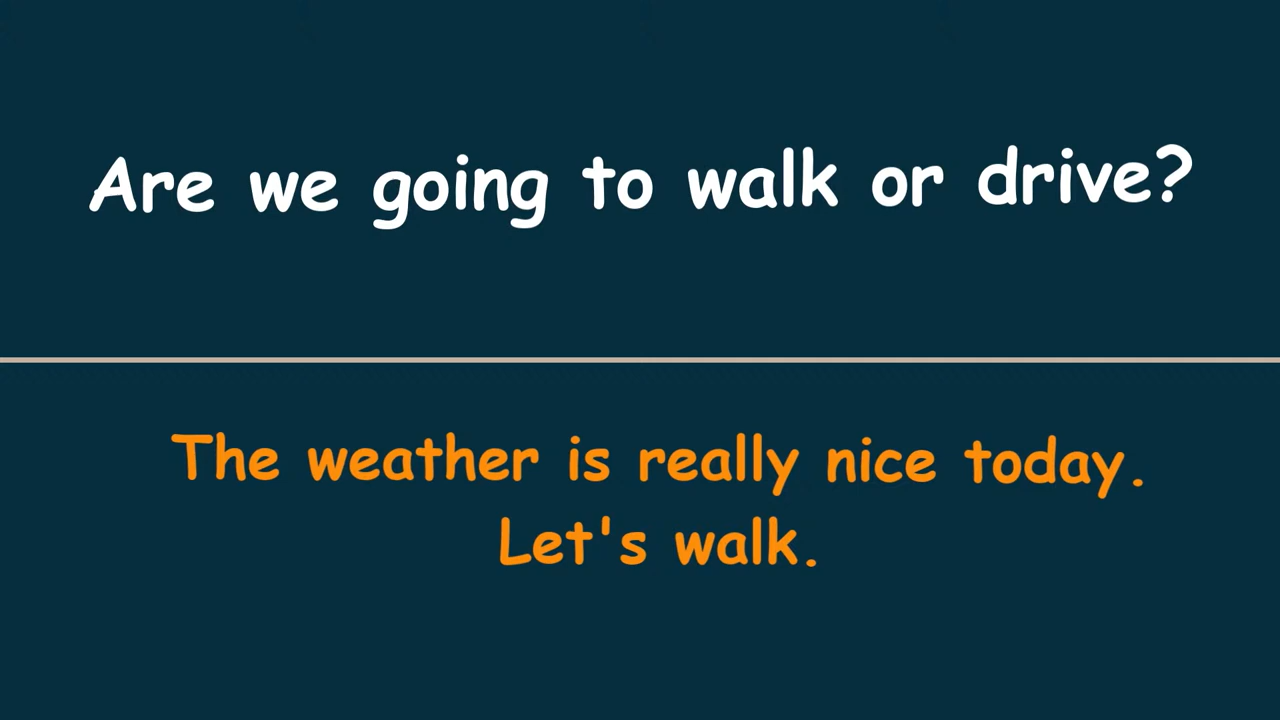 Are we going to walk or drive?
The weather is really nice today.
Let's walk.